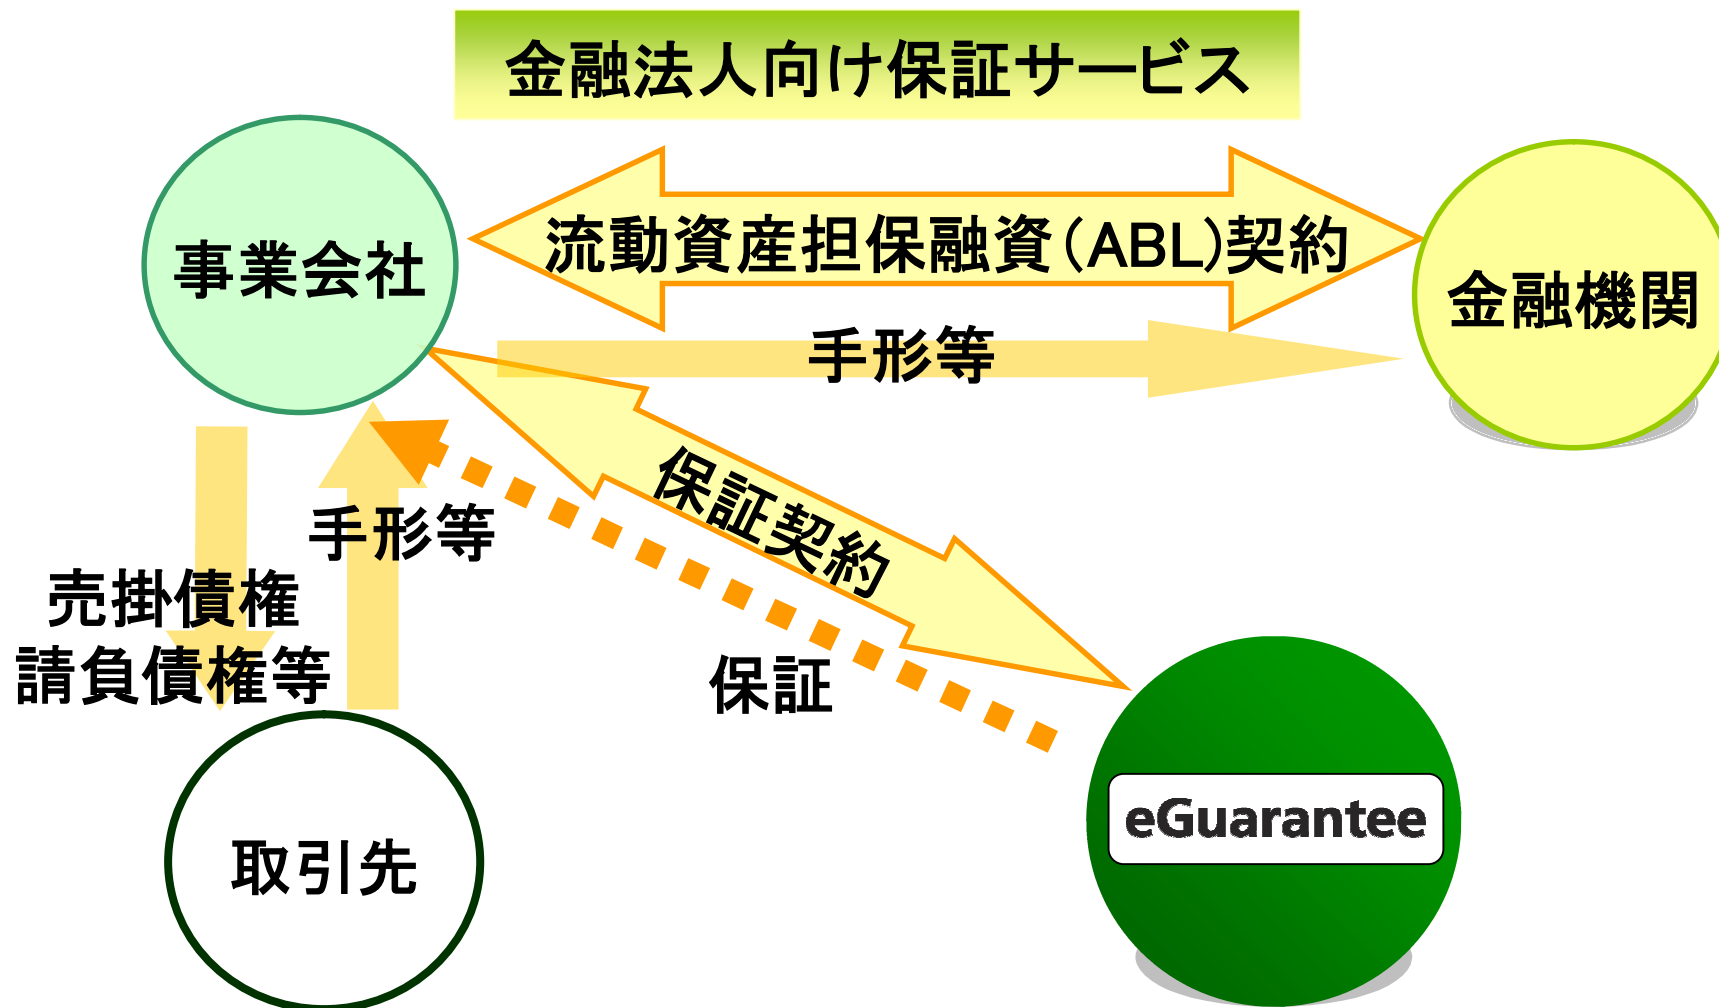 金融法人向け保証サービス
事業会社
流動資産担保融資（ABL）契約
金融機関
手形等
保証契約
手形等
売掛債権
請負債権等
保証
eGuarantee
取引先